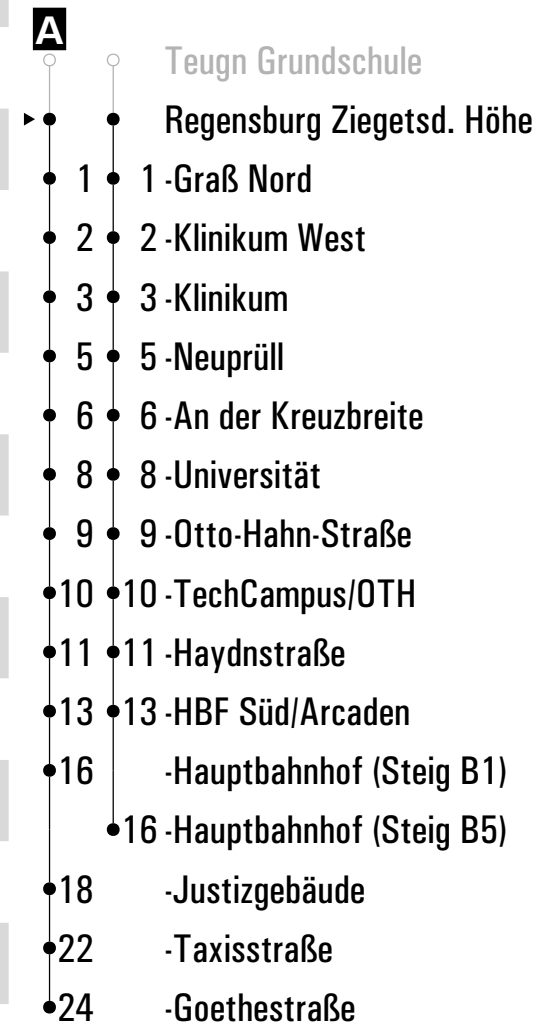 A
Teugn Grundschule
Regensburg Ziegetsd. Höhe
1 1 -Graß Nord
2 2 -Klinikum West
3 3 -Klinikum
5 5 -Neuprüll
6 6 -An der Kreuzbreite
8 8 -Universität
9 9 -Otto-Hahn-Straße
10 10 -TechCampus/OTH
11 11 -Haydnstraße
13 13 -HBF Süd/Arcaden
16 -Hauptbahnhof (Steig B1)
16 -Hauptbahnhof (Steig B5)
18 -Justizgebäude
22 -Taxisstraße
24 -Goethestraße